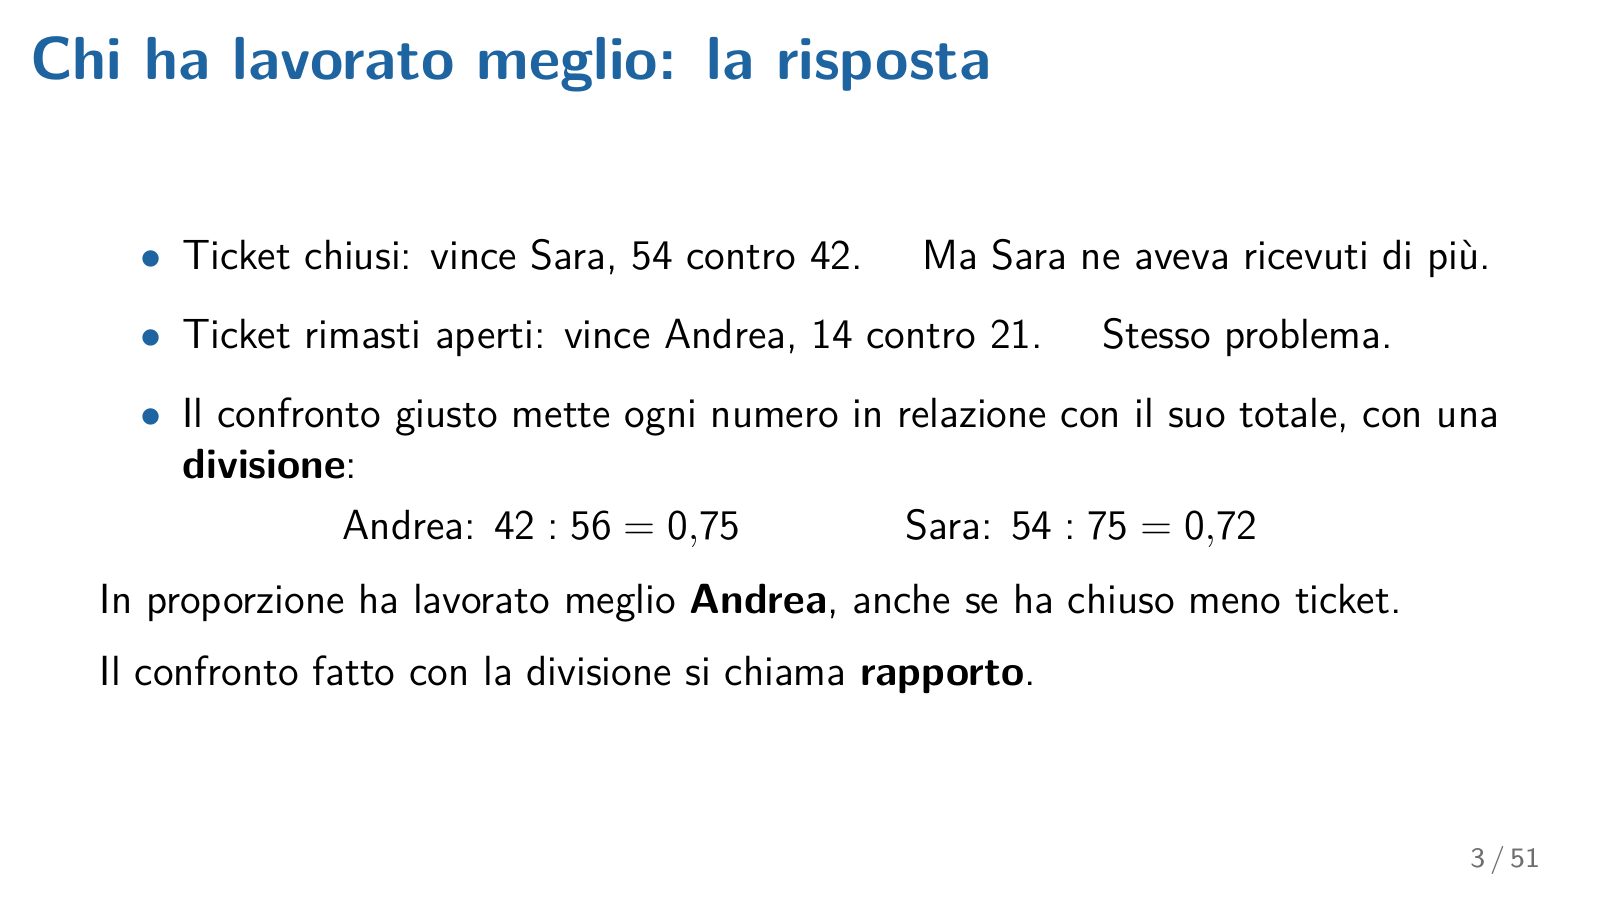 Chi ha lavorato meglio: la risposta
• Ticket chiusi: vince Sara, 54 contro 42. Ma Sara ne aveva ricevuti di più.
• Ticket rimasti aperti: vince Andrea, 14 contro 21. Stesso problema.
• Il confronto giusto mette ogni numero in relazione con il suo totale, con una
divisione:
Andrea: 42 : 56 = 0,75 Sara: 54 : 75 = 0,72
In proporzione ha lavorato meglio Andrea, anche se ha chiuso meno ticket.
Il confronto fatto con la divisione si chiama rapporto.
3 / 51